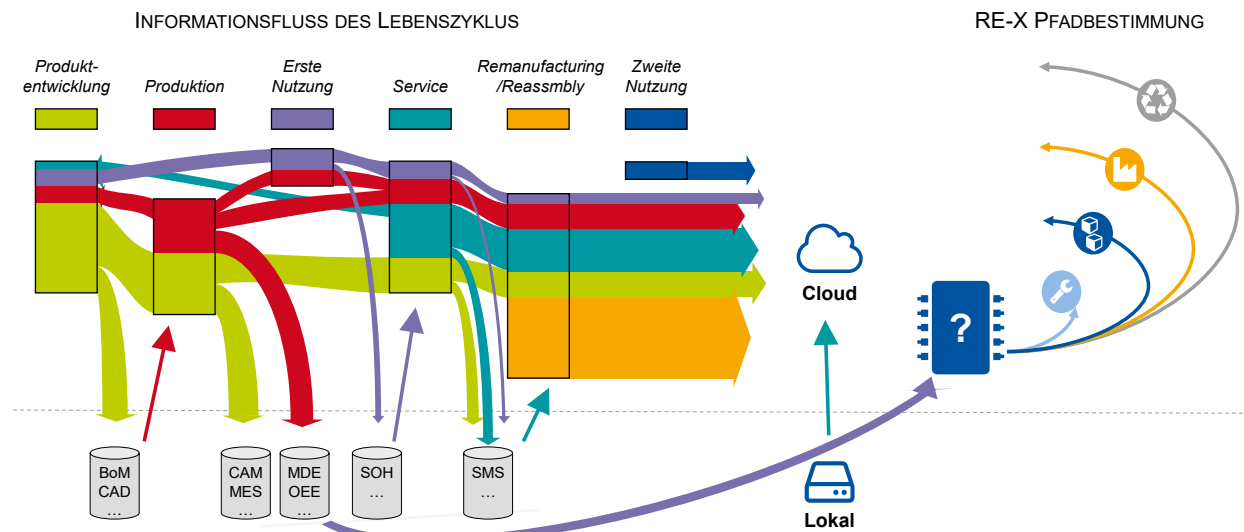 INFORMATIONSFLUSS DES LEBENSZYKLUS
RE-X PFADBESTIMMUNG
Produkt-
entwicklung
Produktion
Erste
Nutzung
Service
Remanufacturing
/Reassmbly
Zweite
Nutzung
Cloud
?
BoM
CAD
...
CAM
MES
...
MDE
OEE
...
SOH
...
SMS
...
Lokal